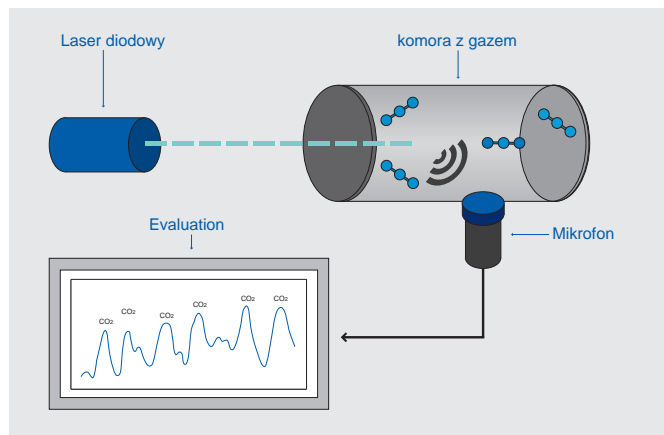 Laser diodowy
komora z gazem
Evaluation
Mikrofon
CO₂
CO₂
CO₂
CO₂
CO₂
CO₂